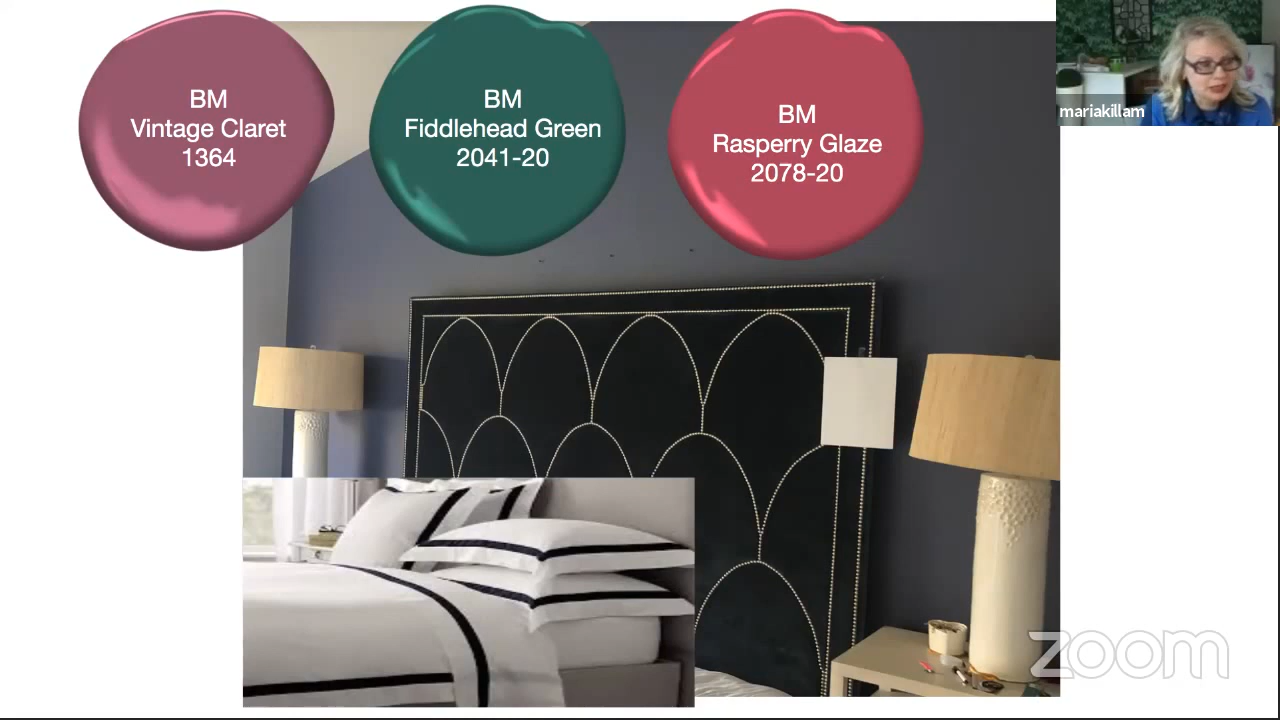 BM
Vintage Claret
1364
BM
Fiddlehead Green
2041-20
BM
Rasperry Glaze
2078-20
mariakillam
zoom